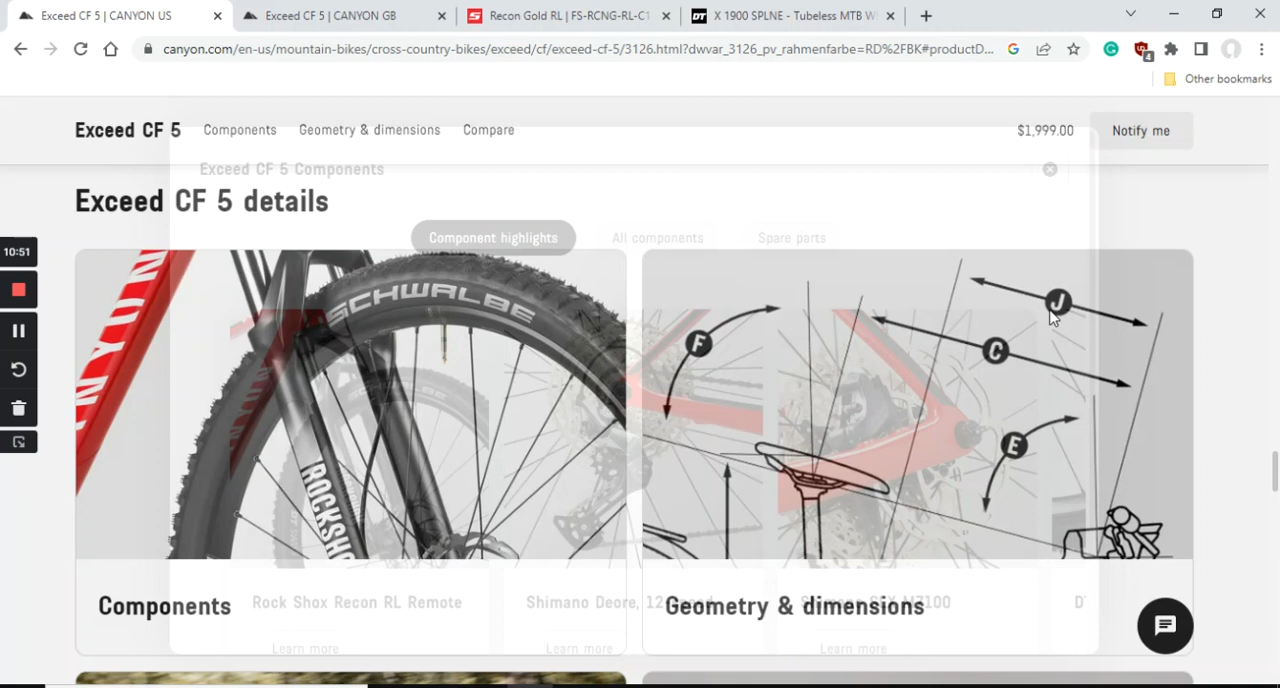 Exceed CF 5 | CANYON US
Exceed CF 5 | CANYON GB
Recon Gold RL | FS-RCNG-RL-C1
X 1900 SPLNE - Tubeless MTB W
canyon.com/en-us/mountain-bikes/cross-country-bikes/exceed/cf/exceed-cf-5/3126.html?dwvar_3126_pv_rahmenfarbe=RD%2FBK#productD...
4
Other bookmarks
Exceed CF 5
Components
Geometry & dimensions
Compare
$1,999.00
Notify me
Exceed CF 5 Components
Exceed CF 5 details
Component highlights
All components
Spare parts
10:51
SCHWALBE
ROCKSH
F
J
C
E
Components
Rock Shox Recon RL Remote
Shimano Deore, 12
Geometry & dimensions
M7100
Learn more
Learn more
Learn more